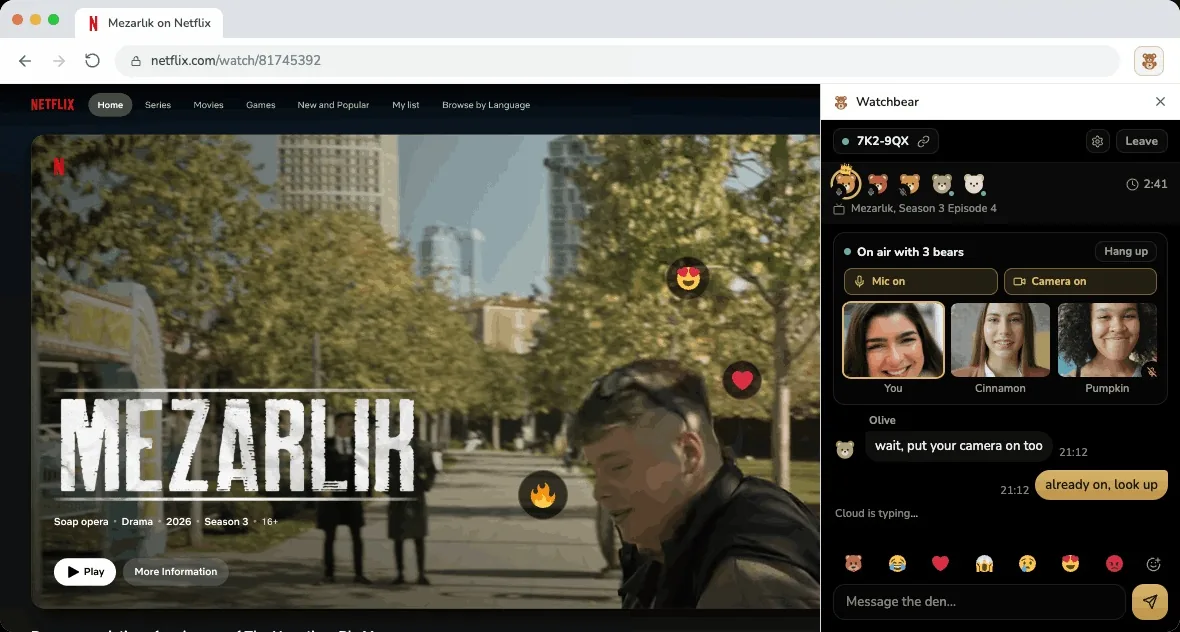 Mezarlık on Netflix
netflix.com/watch/81745392
NETFLIX
Home
Series
Movies
Games
New and Popular
My list
Browse by Language
Watchbear
7K2-9QX
Leave
2:41
Mezarlık, Season 3 Episode 4
On air with 3 bears
Hang up
Mic on
Camera on
You
Cinnamon
Pumpkin
Olive
wait, put your camera on too
21:12
21:12
already on, look up
Cloud is typing...
Message the den...
N
MEZARLIK
Soap opera • Drama • 2026 • Season 3 • 16+
Play
More Information